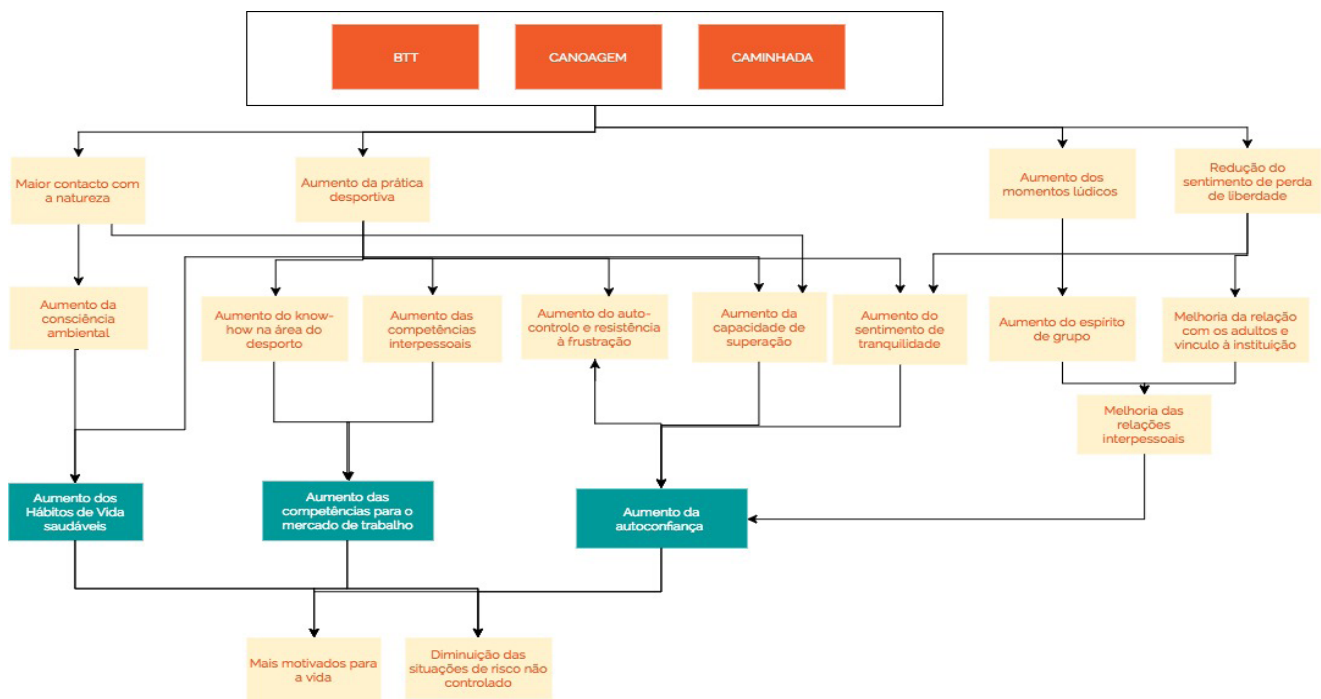 BTT
CANOAGEM
CAMINHADA
Maior contacto com
a natureza
Aumento da prática
desportiva
Aumento dos
momentos lúdicos
Redução do
sentimento de perda
de liberdade
Aumento da
consciência
ambiental
Aumento do know-
how na área do
desporto
Aumento das
competências
interpessoais
Aumento do auto-
controlo e resistência
à frustração
Aumento da
capacidade de
superação
Aumento do
sentimento de
tranquilidade
Aumento do espírito
de grupo
Melhoria da relação
com os adultos e
vinculo à instituição
Melhoria das
relações
interpessoais
Aumento dos
Hábitos de Vida
saudáveis
Aumento das
competências para o
mercado de trabalho
Aumento da
autoconfiança
Mais motivados para
a vida
Diminuição das
situações de risco não
controlado